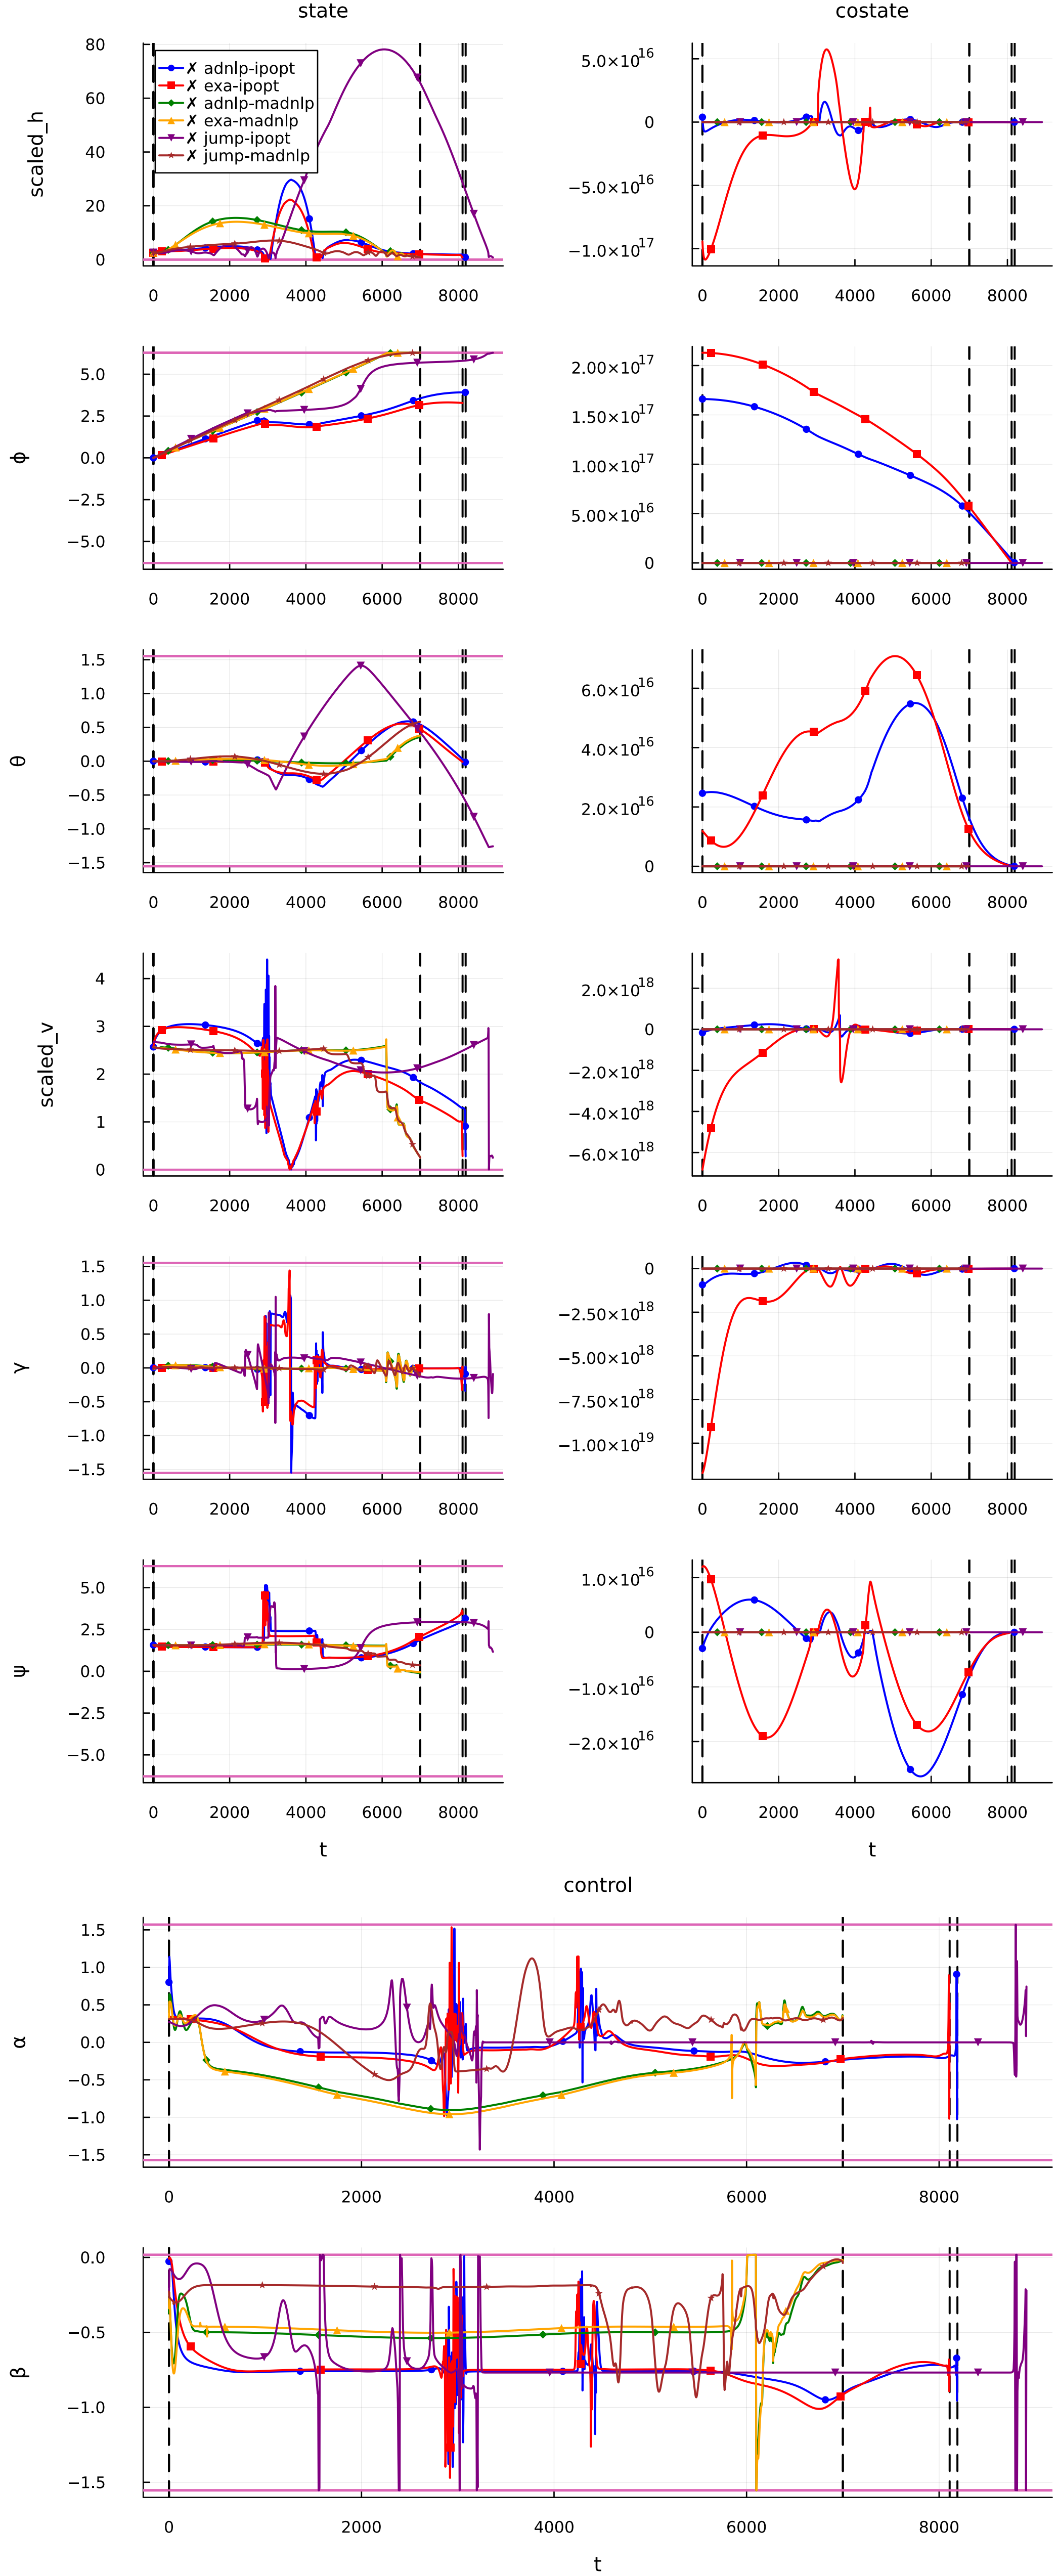 state
costate
scaled_h
80
60
40
20
0
0 2000 4000 6000 8000
✗ adnlp-ipopt
✗ exa-ipopt
✗ adnlp-madnlp
✗ exa-madnlp
✗ jump-ipopt
✗ jump-madnlp
5.0×10¹⁶
0
−5.0×10¹⁶
−1.0×10¹⁷
0 2000 4000 6000 8000
ϕ
5.0
2.5
0.0
−2.5
−5.0
0 2000 4000 6000 8000
2.00×10¹⁷
1.50×10¹⁷
1.00×10¹⁷
5.00×10¹⁶
0
0 2000 4000 6000 8000
θ
1.5
1.0
0.5
0.0
−0.5
−1.0
−1.5
0 2000 4000 6000 8000
6.0×10¹⁶
4.0×10¹⁶
2.0×10¹⁶
0
0 2000 4000 6000 8000
scaled_v
4
3
2
1
0
0 2000 4000 6000 8000
2.0×10¹⁸
0
−2.0×10¹⁸
−4.0×10¹⁸
−6.0×10¹⁸
0 2000 4000 6000 8000
γ
1.5
1.0
0.5
0.0
−0.5
−1.0
−1.5
0 2000 4000 6000 8000
0
−2.50×10¹⁸
−5.00×10¹⁸
−7.50×10¹⁸
−1.00×10¹⁹
0 2000 4000 6000 8000
ψ
5.0
2.5
0.0
−2.5
−5.0
0 2000 4000 6000 8000
t
1.0×10¹⁶
0
−1.0×10¹⁶
−2.0×10¹⁶
0 2000 4000 6000 8000
t
control
α
1.5
1.0
0.5
0.0
−0.5
−1.0
−1.5
0 2000 4000 6000 8000
β
0.0
−0.5
−1.0
−1.5
0 2000 4000 6000 8000
t